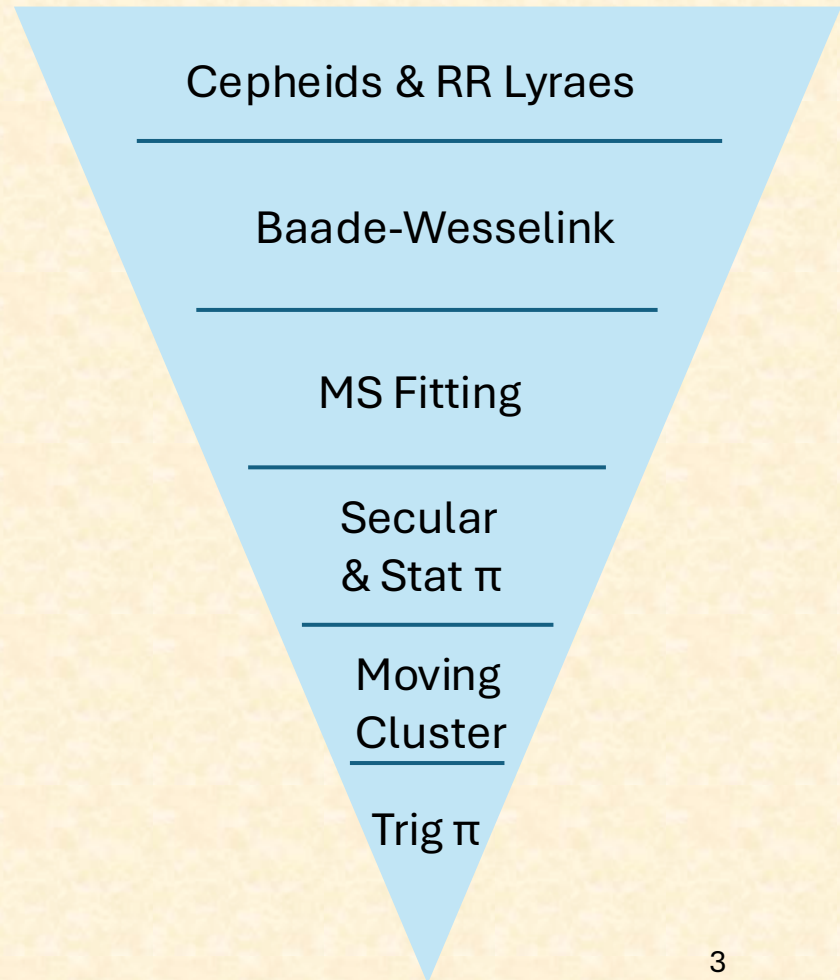 Cepheids & RR Lyraes
Baade-Wesselink
MS Fitting
Secular
& Stat π
Moving
Cluster
Trig π
3